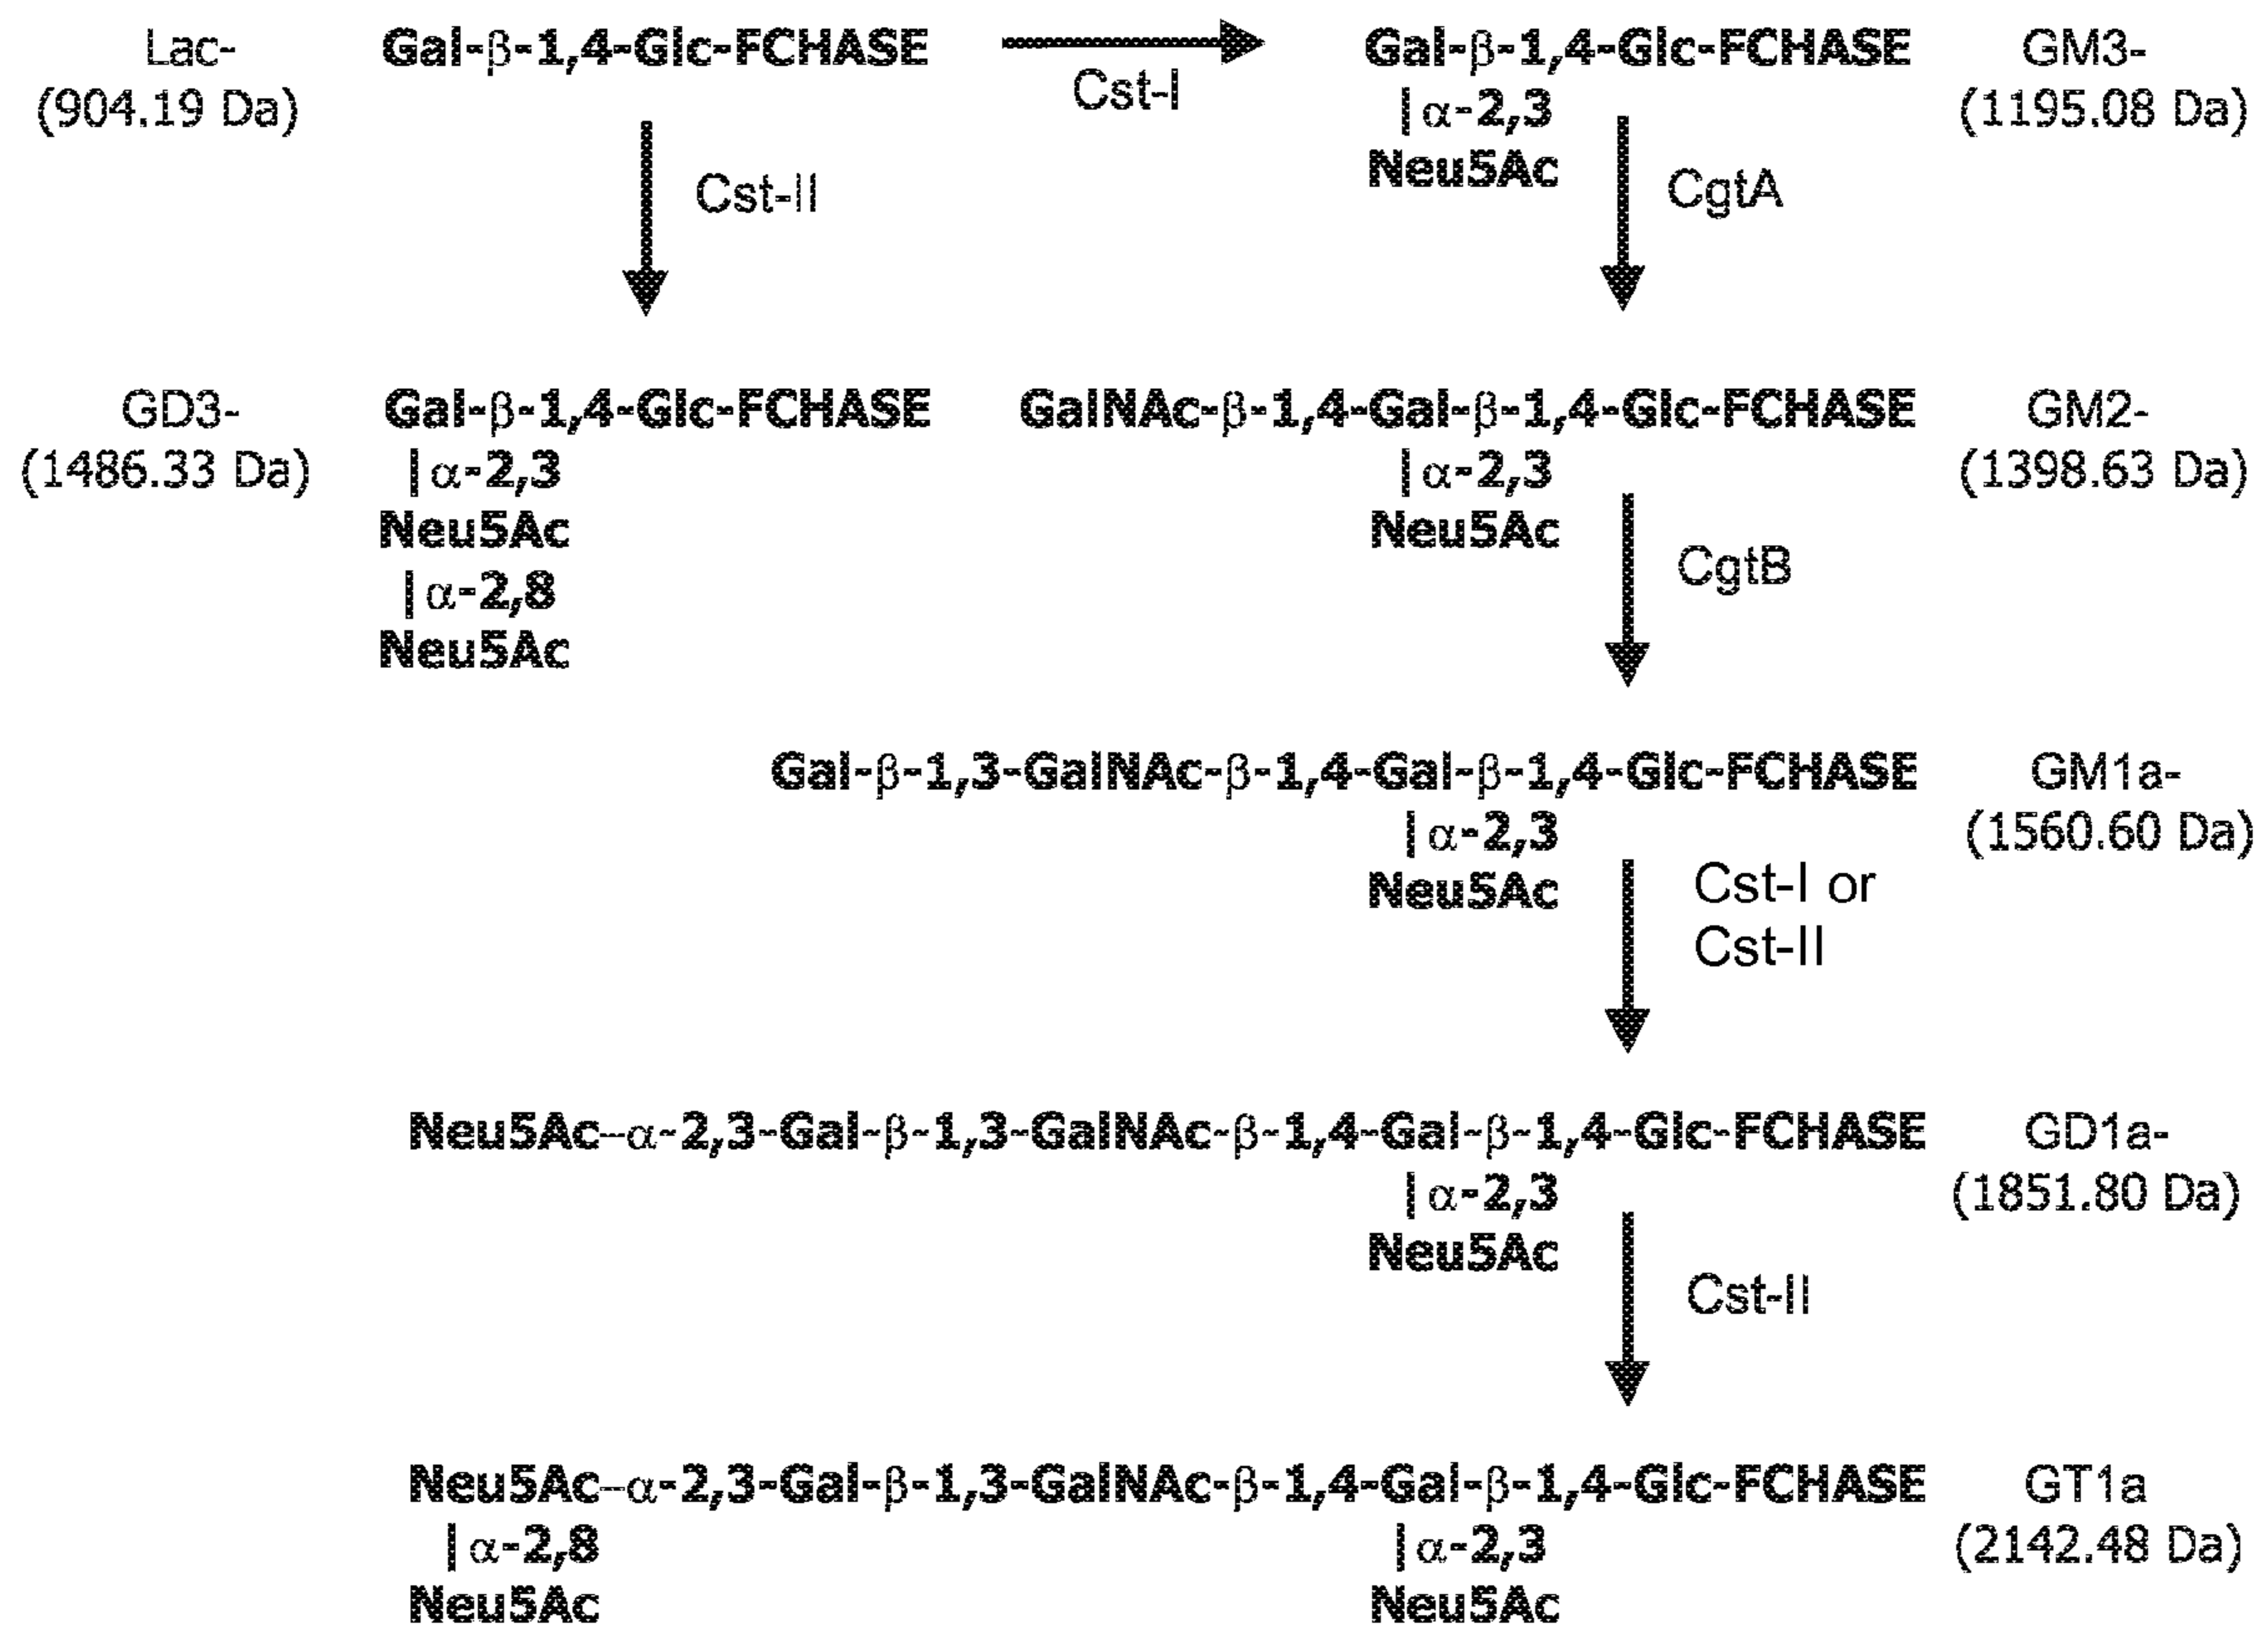 Lac- Gal-β-1,4-Glc-FCHASE Gal-β-1,4-Glc-FCHASE GM3-
Cst-I
(904.19 Da) |α-2,3 (1195.08 Da)
Neu5Ac
Cst-II CgtA
GD3- Gal-β-1,4-Glc-FCHASE GalNAc-β-1,4-Gal-β-1,4-Glc-FCHASE GM2-
(1486.33 Da) |α-2,3 |α-2,3 (1398.63 Da)
Neu5Ac Neu5Ac
CgtB
|α-2,8
Neu5Ac
Gal-β-1,3-GalNAc-β-1,4-Gal-β-1,4-Glc-FCHASE GM1a-
|α-2,3 (1560.60 Da)
Neu5Ac Cst-I or
Cst-II
Neu5Ac-α-2,3-Gal-β-1,3-GalNAc-β-1,4-Gal-β-1,4-Glc-FCHASE GD1a-
|α-2,3 (1851.80 Da)
Neu5Ac
Cst-II
Neu5Ac-α-2,3-Gal-β-1,3-GalNAc-β-1,4-Gal-β-1,4-Glc-FCHASE GT1a
|α-2,8 |α-2,3 (2142.48 Da)
Neu5Ac Neu5Ac